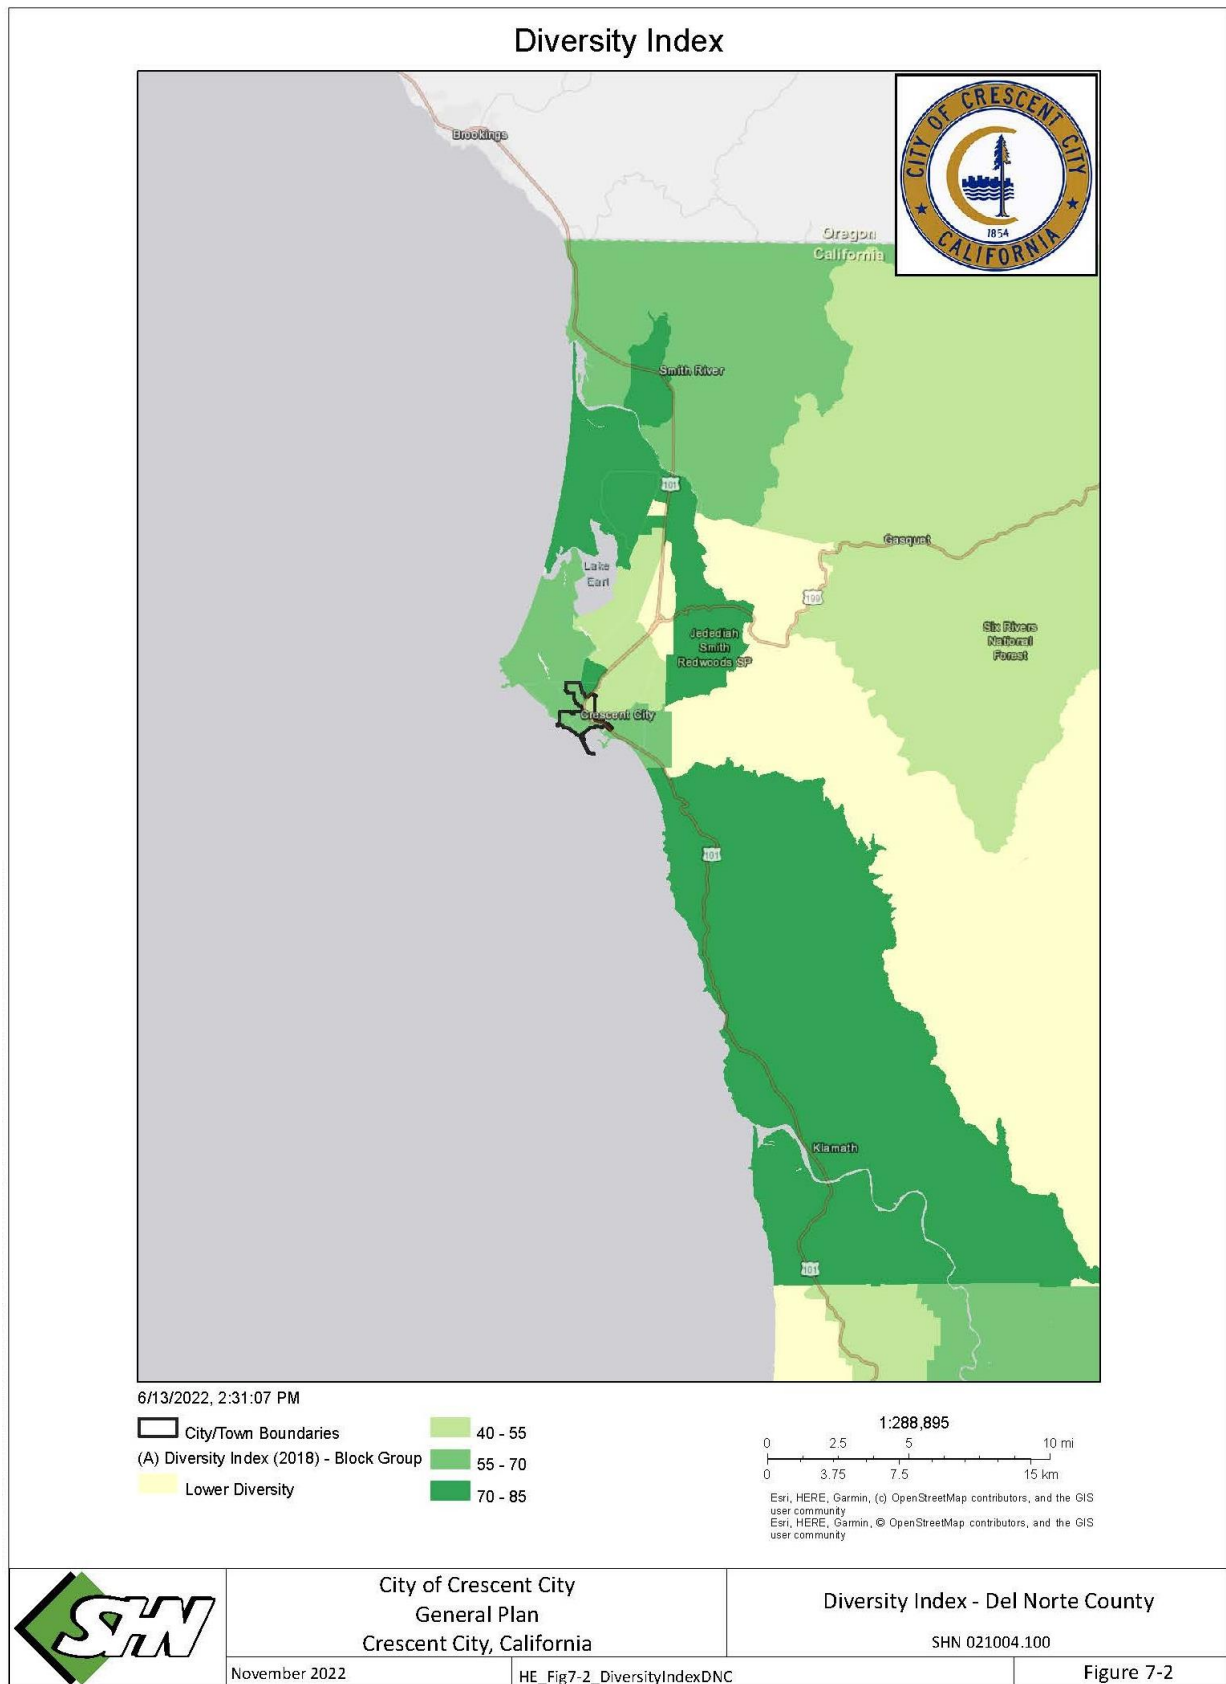 Diversity Index
CITY OF CRESCENT CITY
1854
CALIFORNIA
Brookings
Oregon
California
Smith River
101
Gasquet
Lake
Earl
199
Jedediah
Smith
Redwoods SP
Six Rivers
National
Forest
Crescent City
101
Klamath
101
6/13/2022, 2:31:07 PM
City/Town Boundaries
(A) Diversity Index (2018) - Block Group
Lower Diversity
40 - 55
55 - 70
70 - 85
1:288,895
0 2.5 5 10 mi
0 3.75 7.5 15 km
Esri, HERE, Garmin, (c) OpenStreetMap contributors, and the GIS
user community
Esri, HERE, Garmin, © OpenStreetMap contributors, and the GIS
user community
SHN
City of Crescent City
General Plan
Crescent City, California
Diversity Index - Del Norte County
SHN 021004.100
November 2022
HE_Fig7-2_DiversityIndexDNC
Figure 7-2